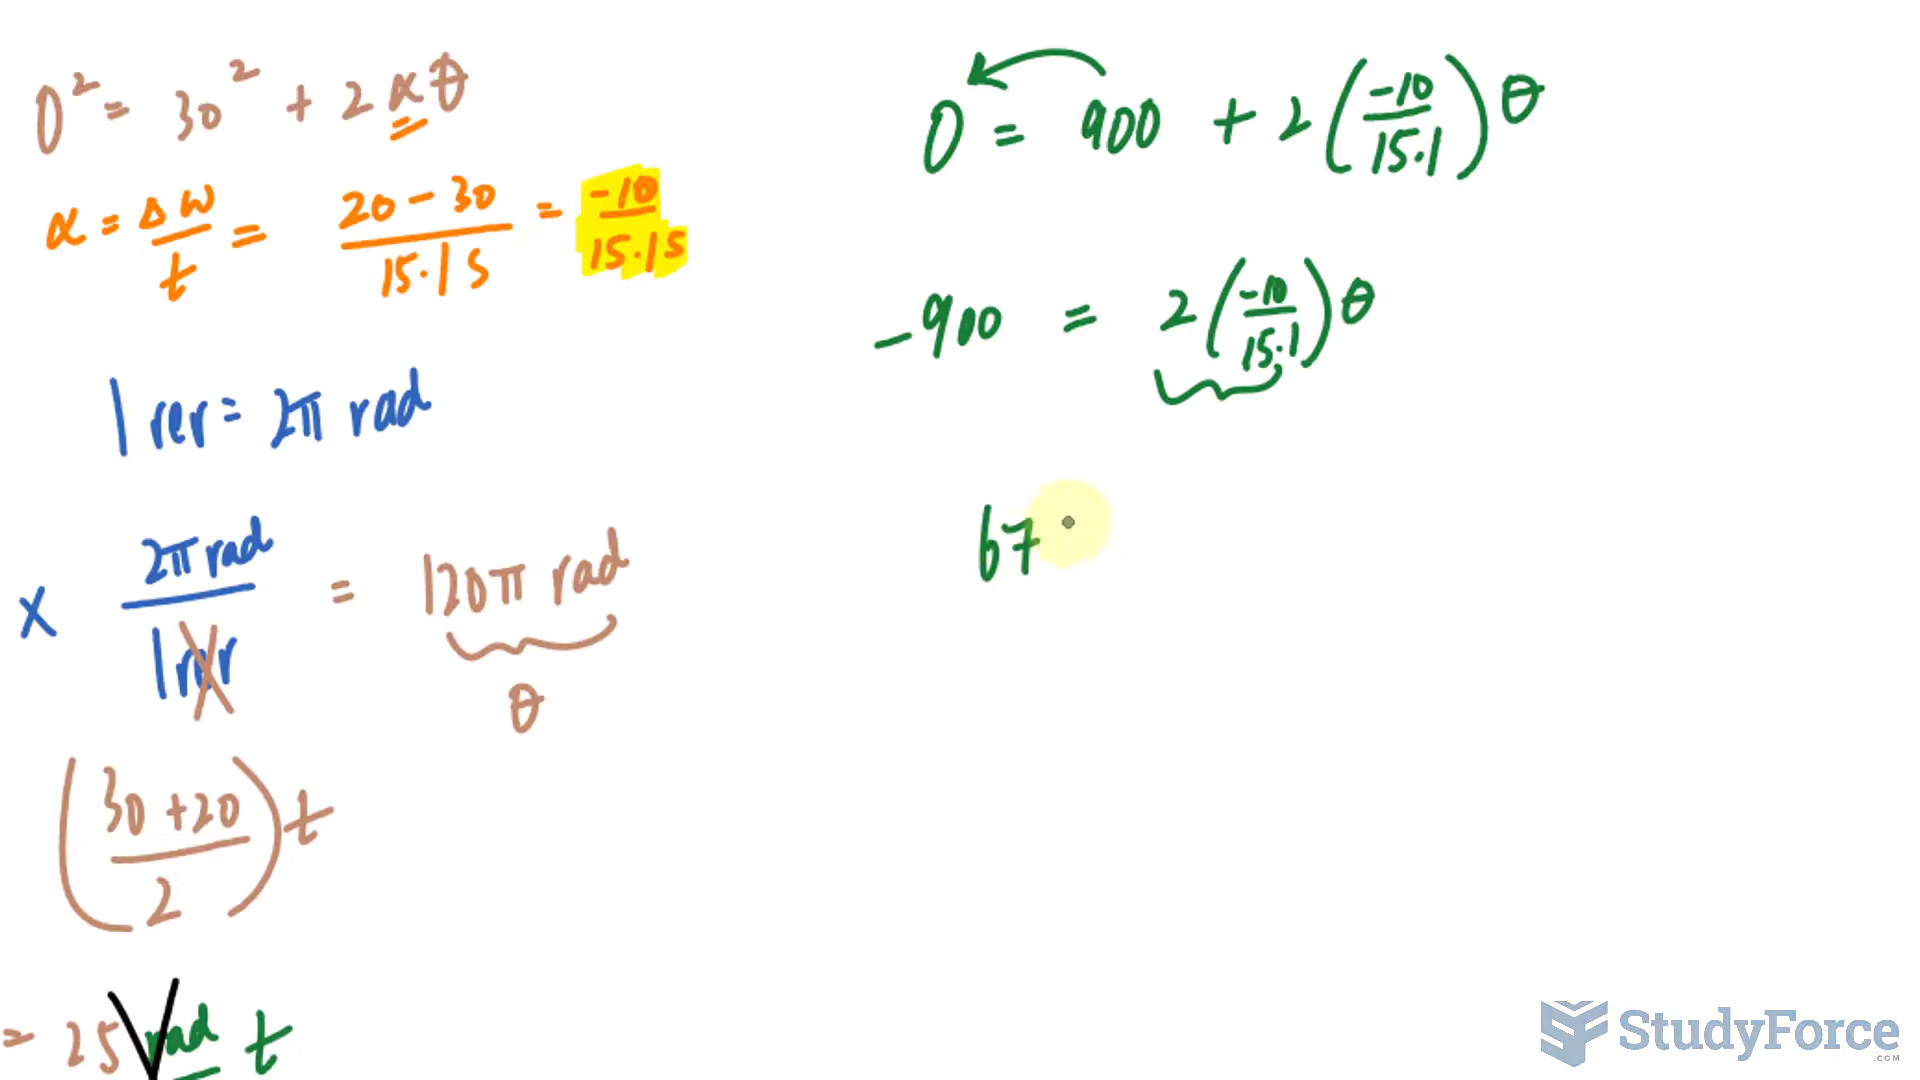 0² = 30² + 2αθ
α = Δω/t = 20 - 30/15.1 s = -10/15.1 s
1 rev = 2π rad
x 2π rad/1 rev = 120π rad
θ
(30 + 20/2) t
= 25 rad t
0 = 900 + 2(-10/15.1)θ
-900 = 2(-10/15.1)θ
67
StudyForce
.COM